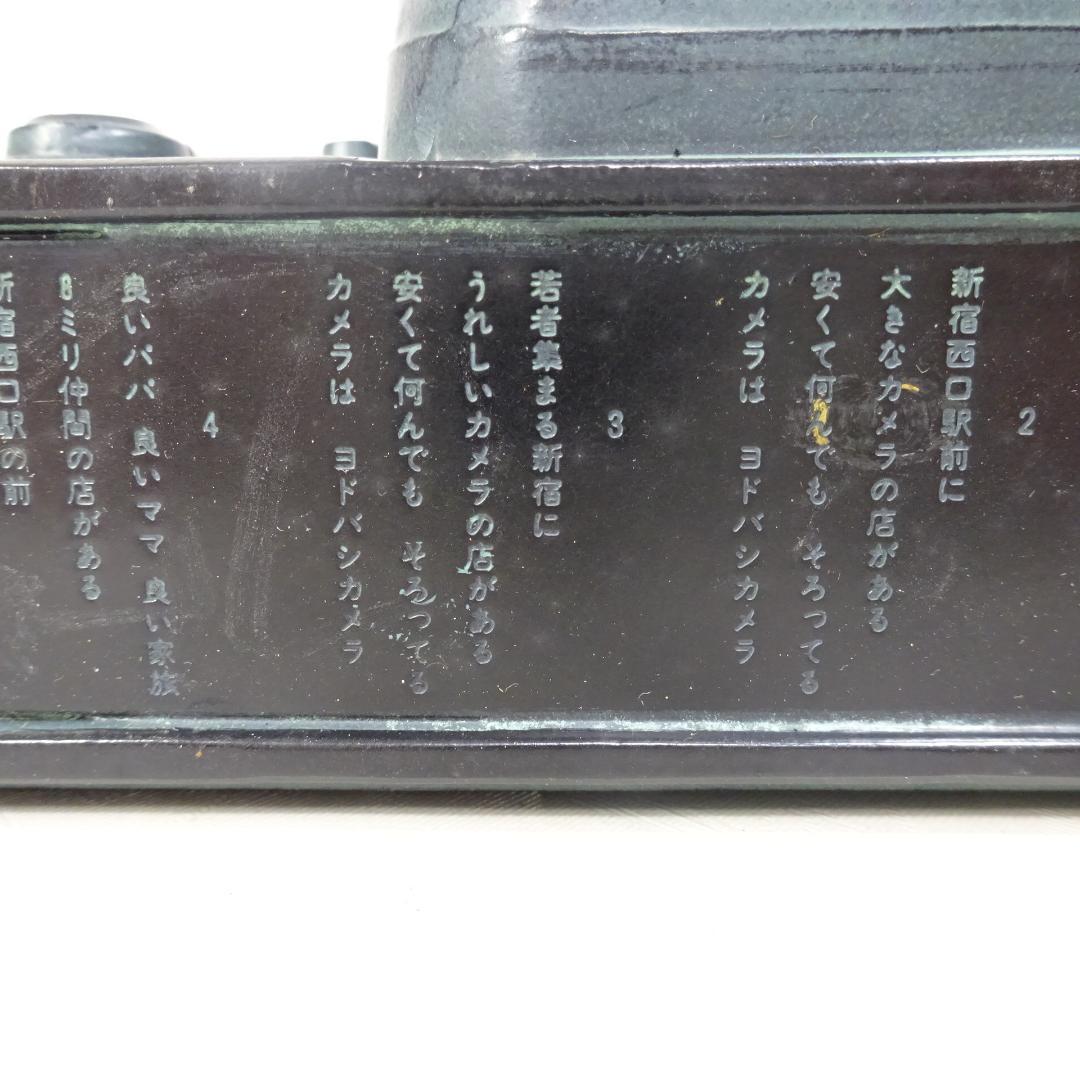 2
新宿西口駅前に
大きなカメラの店がある
安くて何んでも　そろってる
カメラは　ヨドバシカメラ
3
若者集まる新宿に
うれしいカメラの店がある
安くて何んでも　そろってる
カメラは　ヨドバシカメラ
4
良いパパ　良いママ　良い家族
8ミリ仲間の店がある
新宿西口駅の前